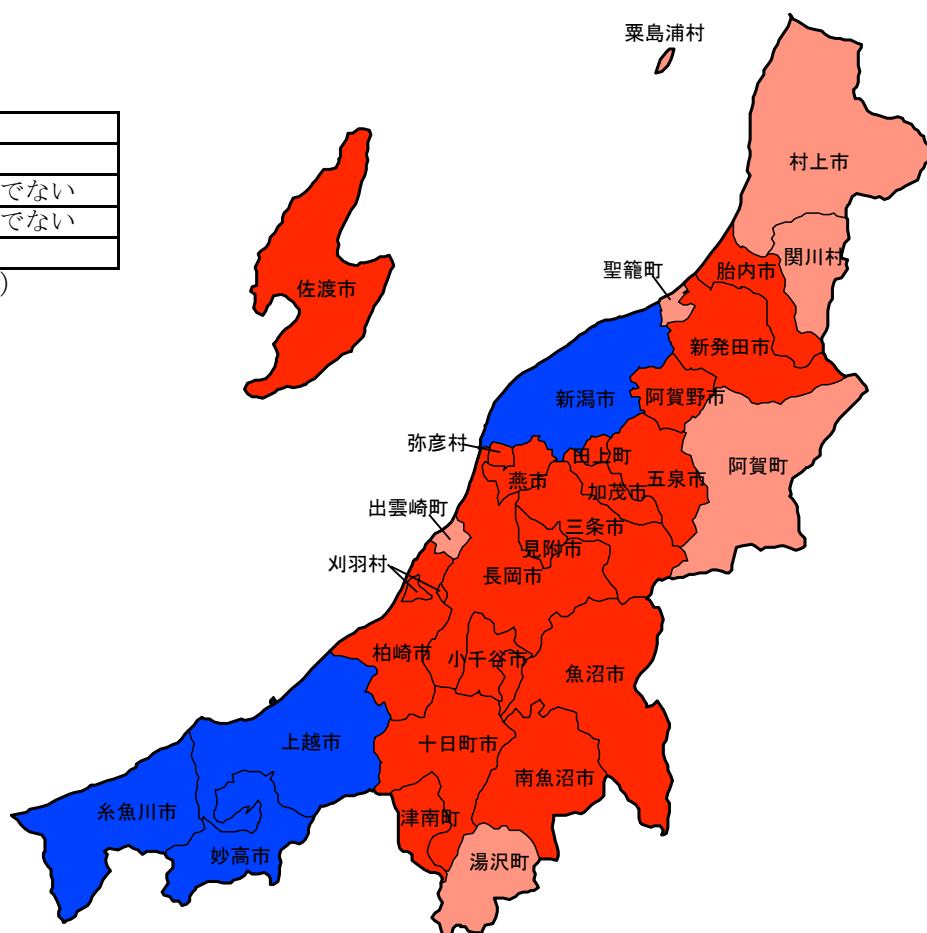 粟島浦村
村上市
でない
でない
)
関川村
聖籠町
胎内市
佐渡市
新発田市
新潟市
阿賀野市
弥彦村
田上町
阿賀町
燕市
加茂市
五泉市
出雲崎町
三条市
見附市
刈羽村
長岡市
柏崎市
小千谷市
魚沼市
上越市
十日町市
南魚沼市
糸魚川市
津南町
妙高市
湯沢町